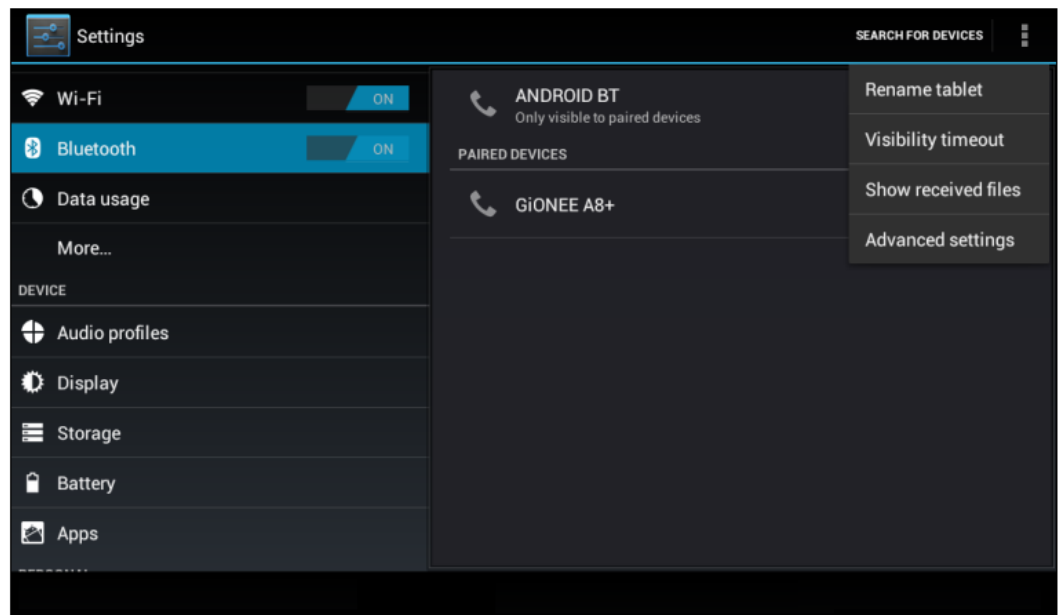 Settings
SEARCH FOR DEVICES
Wi-Fi
ON
Bluetooth
ON
Data usage
More...
DEVICE
Audio profiles
Display
Storage
Battery
Apps
ANDROID BT
Only visible to paired devices
PAIRED DEVICES
GiONEE A8+
Rename tablet
Visibility timeout
Show received files
Advanced settings